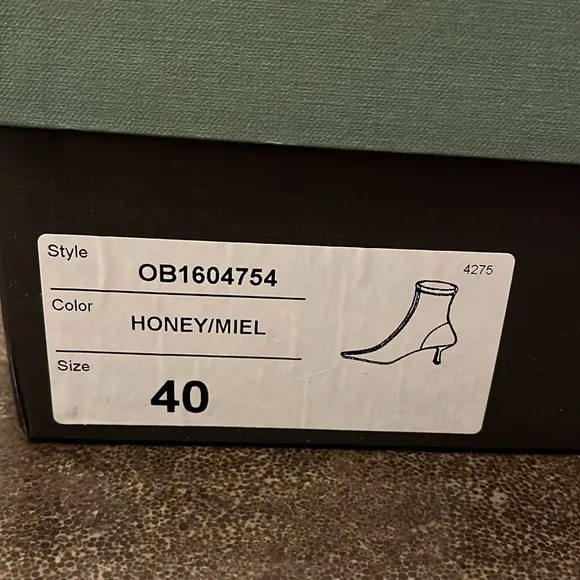 Style
OB1604754
4275
Color
HONEY/MIEL
Size
40